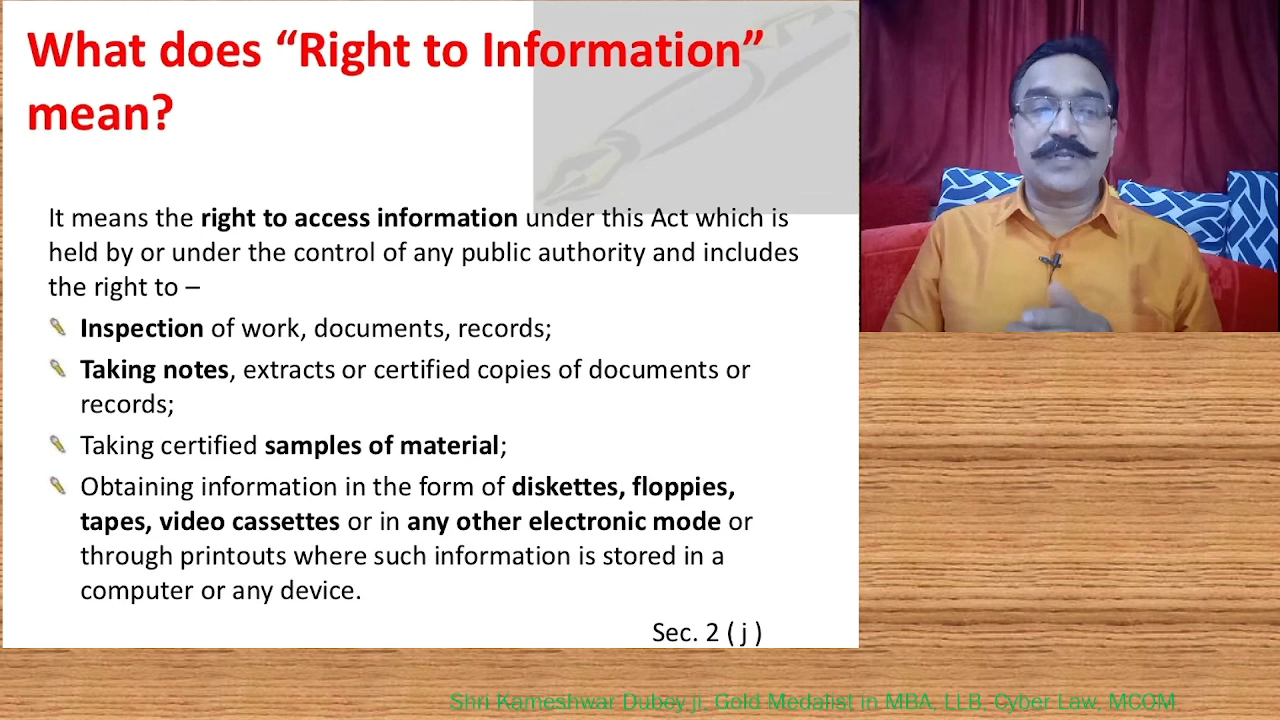 What does “Right to Information”
mean?
It means the right to access information under this Act which is
held by or under the control of any public authority and includes
the right to –
Inspection of work, documents, records;
Taking notes, extracts or certified copies of documents or
records;
Taking certified samples of material;
Obtaining information in the form of diskettes, floppies,
tapes, video cassettes or in any other electronic mode or
through printouts where such information is stored in a
computer or any device.
Sec. 2 ( j )
Shri Kameshwar Dubey ji, Gold Medalist in MBA, LLB, Cyber Law, MCOM